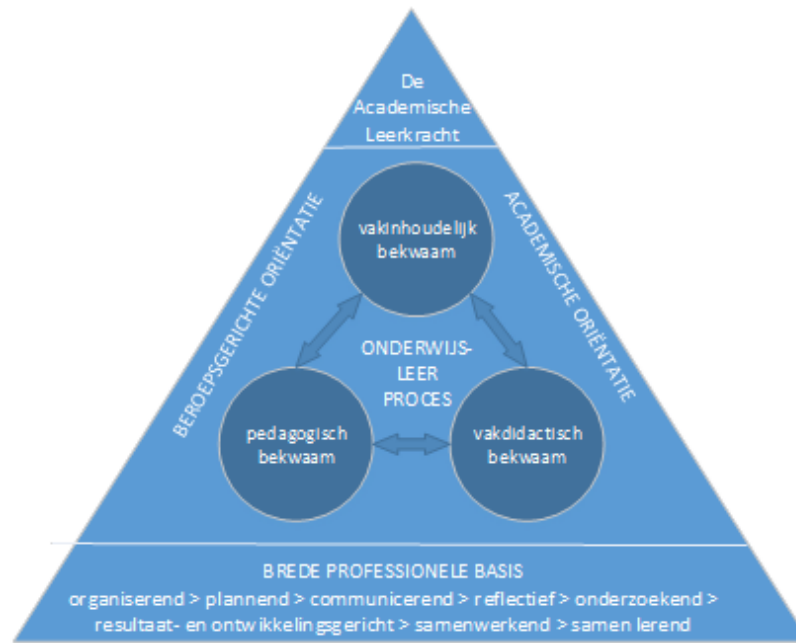 De
Academische
Leerkracht
BEROEPSGERICHTE ORIËNTATIE
ACADEMISCHE ORIËNTATIE
vakinhoudelijk
bekwaam
ONDERWIJS-
LEER
PROCES
pedagogisch
bekwaam
vakdidactisch
bekwaam
BREDE PROFESSIONELE BASIS
organiserend > plannend > communicerend > reflectief > onderzoekend >
resultaat- en ontwikkelingsgericht > samenwerkend > samen lerend